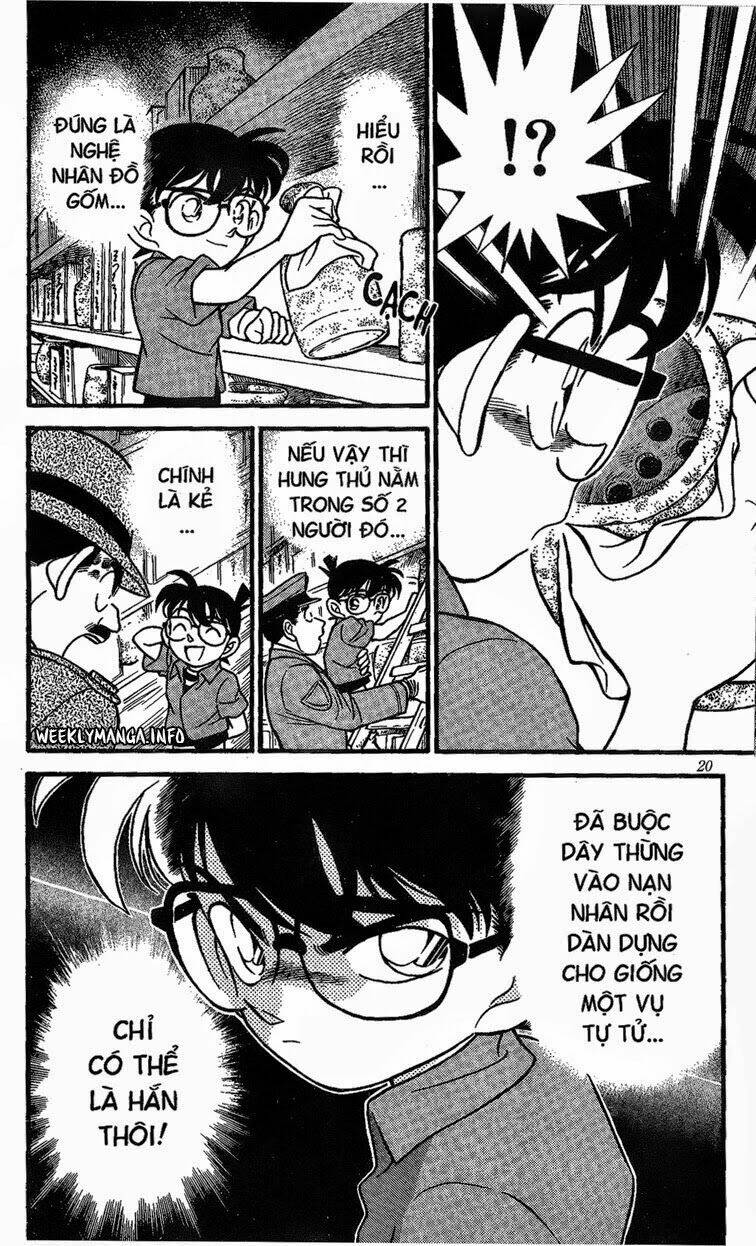 !?
HIỂU
RỒI
...
ĐÚNG LÀ
NGHỆ
NHÂN ĐỒ
GỐM...
CẠCH
NẾU VẬY THÌ
HUNG THỦ NẰM
TRONG SỐ 2
NGƯỜI ĐÓ...
CHÍNH
LÀ KẺ
...
WEEKLYMANGA.INFO
20
ĐÃ BUỘC
DÂY THỪNG
VÀO NẠN
NHÂN RỒI
DÀN DỰNG
CHO GIỐNG
MỘT VỤ
TỰ TỬ...
CHỈ
CÓ THỂ
LÀ HẮN
THÔI!